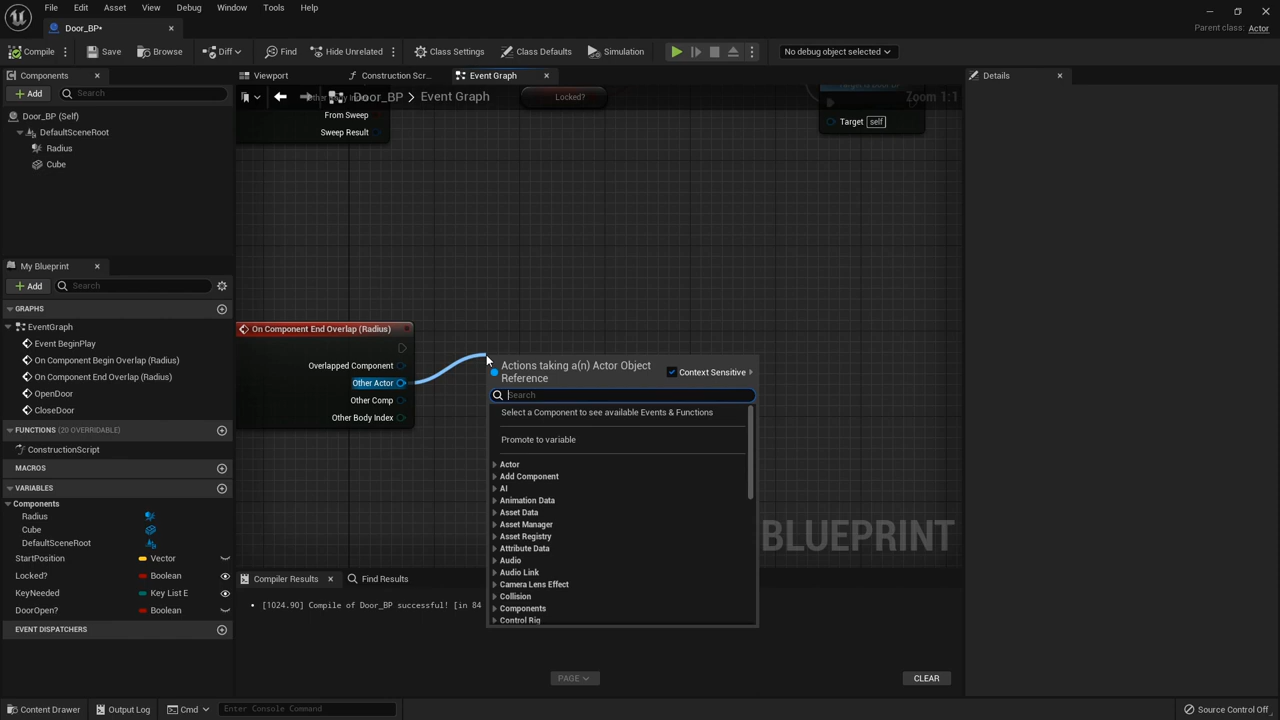 File Edit Asset View Debug Window Tools Help
Door_BP*
Parent class: Actor
Compile Save Browse Diff Find Hide Unrelated Class Settings Class Defaults Simulation No debug object selected
Components
Viewport Construction Scr... Event Graph
Details
Add Search
Door_BP > Event Graph
Locked?
Zoom 1:1
Door_BP (Self)
DefaultSceneRoot
Radius
Cube
From Sweep
Sweep Result
Target self
My Blueprint
Add Search
GRAPHS
EventGraph
Event BeginPlay
On Component Begin Overlap (Radius)
On Component End Overlap (Radius)
OpenDoor
CloseDoor
FUNCTIONS (20 OVERRIDABLE)
ConstructionScript
MACROS
VARIABLES
Components
Radius
Cube
DefaultSceneRoot
StartPosition Vector
Locked? Boolean
KeyNeeded Key List E
DoorOpen? Boolean
EVENT DISPATCHERS
On Component End Overlap (Radius)
Overlapped Component
Other Actor
Other Comp
Other Body Index
Actions taking a(n) Actor Object
Reference
Context Sensitive
Search
Select a Component to see available Events & Functions
Promote to variable
Actor
Add Component
AI
Animation Data
Asset Data
Asset Manager
Asset Registry
Attribute Data
Audio
Audio Link
Camera Lens Effect
Collision
Components
Control Rig
BLUEPRINT
Compiler Results Find Results
[1024.90] Compile of Door_BP successful! [in 84
PAGE
CLEAR
Content Drawer Output Log Cmd Enter Console Command
Source Control Off